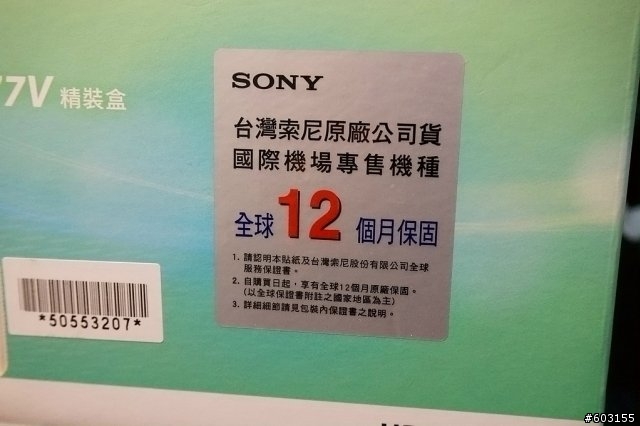 7V 精裝盒
SONY
台灣索尼原廠公司貨
國際機場專售機種
全球 12 個月保固
1. 請認明本貼紙及台灣索尼股份有限公司全球
服務保證書。
2. 自購買日起，享有全球12個月原廠保固。
(以全球保證書附註之國家地區為主)
3. 詳細細節請見包裝內保證書之說明。
*50553207*
#603155